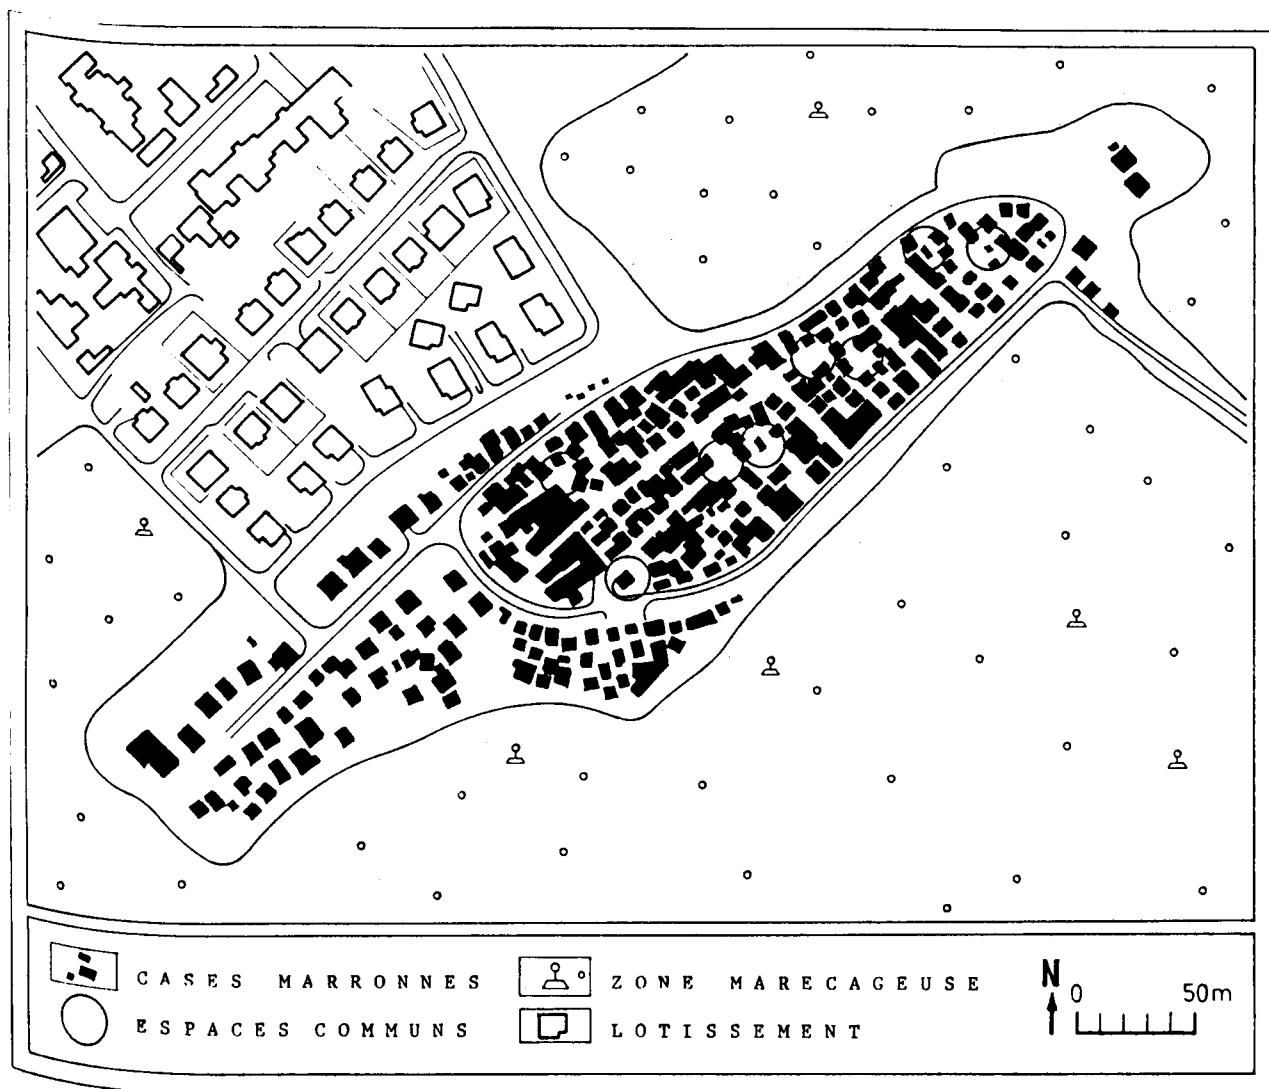 CASES MARRONNES
ESPACES COMMUNS
ZONE MARECAGEUSE
LOTISSEMENT
N
0 50m